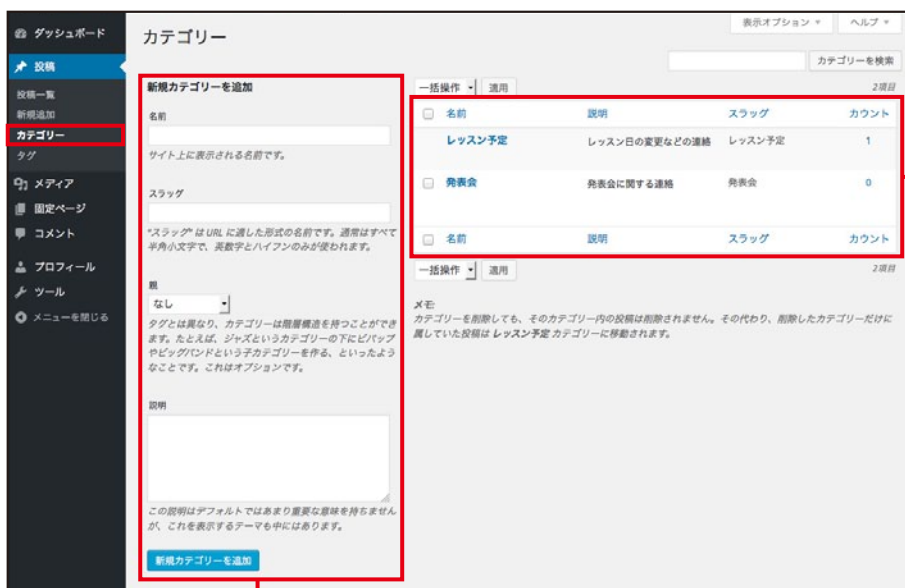 ダッシュボード
投稿
投稿一覧
新規追加
カテゴリー
タグ
メディア
固定ページ
コメント
プロフィール
ツール
メニューを閉じる
カテゴリー
表示オプション ▼
ヘルプ ▼
カテゴリーを検索
新規カテゴリーを追加
名前
サイト上に表示される名前です。
スラッグ
"スラッグ" は URL に適した形式の名前です。通常はすべて
半角小文字で、英数字とハイフンのみが使われます。
親
なし
タグとは異なり、カテゴリーは階層構造を持つことができ
ます。たとえば、ジャズというカテゴリーの下にビバップ
やビッグバンドという子カテゴリーを作る、といったよう
なことです。これはオプションです。
説明
この説明はデフォルトではあまり重要な意味を持ちません
が、これを表示するテーマも中にはあります。
新規カテゴリーを追加
一括操作 適用 2項目
名前 説明 スラッグ カウント
レッスン予定 レッスン日の変更などの連絡 レッスン予定 1
発表会 発表会に関する連絡 発表会 0
名前 説明 スラッグ カウント
一括操作 適用 2項目
メモ:
カテゴリーを削除しても、そのカテゴリー内の投稿は削除されません。その代わり、削除したカテゴリーだけに
属していた投稿は レッスン予定 カテゴリーに移動されます。